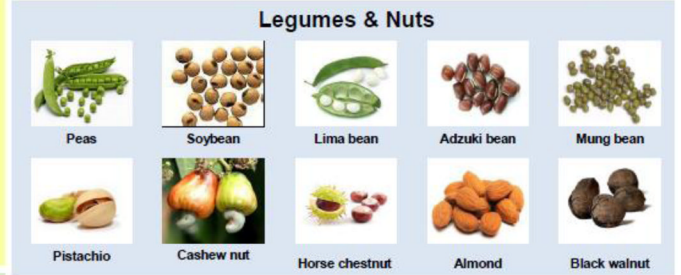 Legumes & Nuts
Peas
Soybean
Lima bean
Adzuki bean
Mung bean
Pistachio
Cashew nut
Horse chestnut
Almond
Black walnut